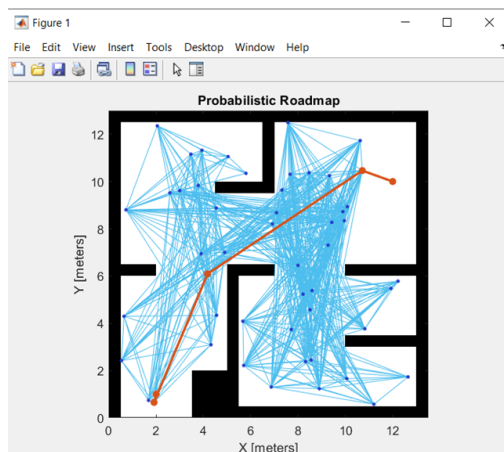 Figure 1
File Edit View Insert Tools Desktop Window Help
Probabilistic Roadmap
12
10
8
6
4
2
0
Y [meters]
0 2 4 6 8 10 12
X [meters]